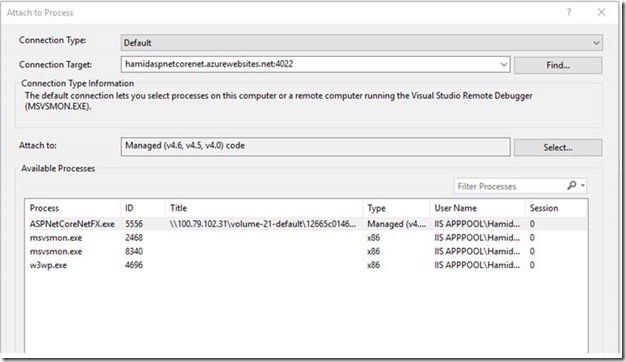 Attach to Process
? ×
Connection Type: Default
Connection Target: hamidaspnetcorenet.azurewebsites.net:4022 Find...
Connection Type Information
The default connection lets you select processes on this computer or a remote computer running the Visual Studio Remote Debugger
(MSVSMON.EXE).
Attach to: Managed (v4.6, v4.5, v4.0) code Select...
Available Processes
Filter Processes
Process ID Title Type User Name Session
ASPNetCoreNetFX.exe 5556 \\100.79.102.31\volume-21-default\12665c0146... Managed (v4.... IIS APPPOOL\Hamid... 0
msvsmon.exe 2468 x86 IIS APPPOOL\Hamid... 0
msvsmon.exe 8340 x86 IIS APPPOOL\Hamid... 0
w3wp.exe 4696 x86 IIS APPPOOL\Hamid... 0